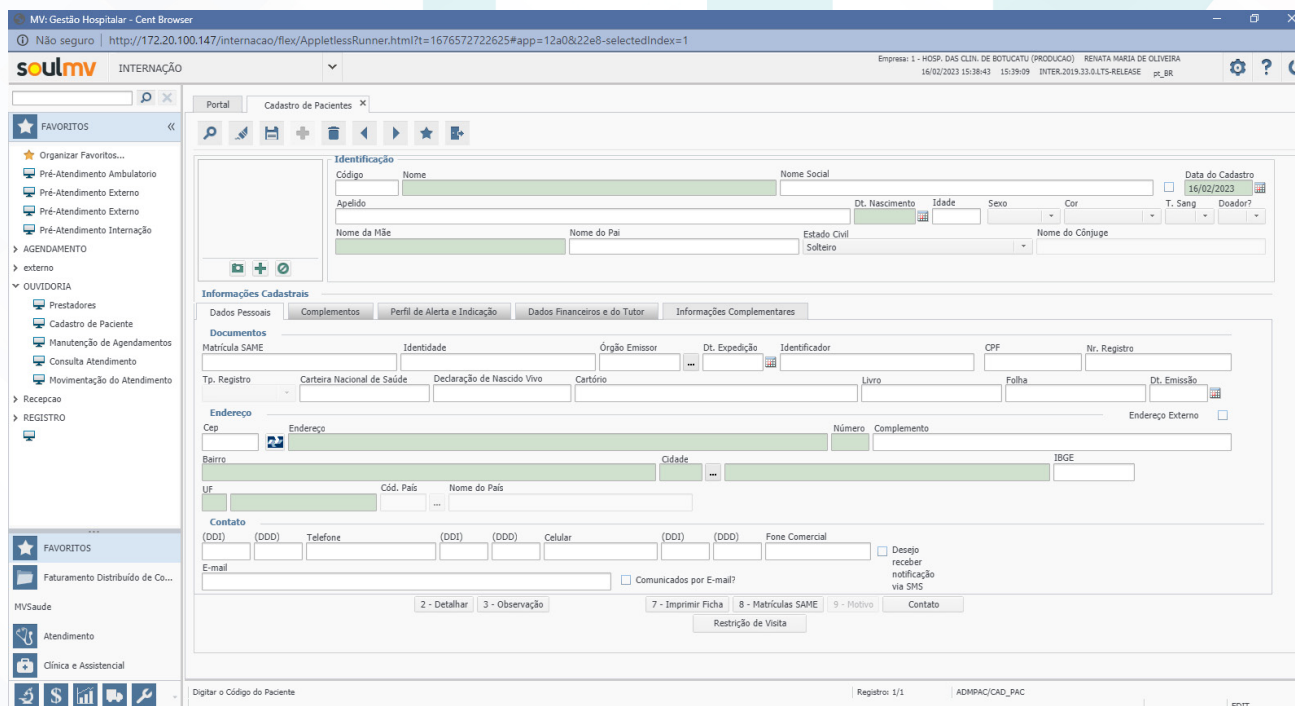 MV: Gestão Hospitalar - Cent Browser
Não seguro | http://172.20.100.147/internacao/flex/AppletlessRunner.html?t=1676572722625#app=12a0&22e8-selectedIndex=1
soulmv INTERNAÇÃO
Empresa: 1 - HOSP. DAS CLIN. DE BOTUCATU (PRODUCAO) RENATA MARIA DE OLIVEIRA
16/02/2023 15:38:43 15:39:09 INTER.2019.33.0.LTS-RELEASE pt_BR
Portal Cadastro de Pacientes
FAVORITOS
Organizar Favoritos...
Pré-Atendimento Ambulatorio
Pré-Atendimento Externo
Pré-Atendimento Externo
Pré-Atendimento Internação
AGENDAMENTO
externo
OUVIDORIA
Prestadores
Cadastro de Paciente
Manutenção de Agendamentos
Consulta Atendimento
Movimentação do Atendimento
Recepcao
REGISTRO
FAVORITOS
Faturamento Distribuído de Co...
MVSaude
Atendimento
Clínica e Assistencial
Identificação
Código Nome Nome Social Data do Cadastro
16/02/2023
Apelido Dt. Nascimento Idade Sexo Cor T. Sang Doador?
Nome da Mãe Nome do Pai Estado Civil Nome do Cônjuge
Solteiro
Informações Cadastrais
Dados Pessoais Complementos Perfil de Alerta e Indicação Dados Financeiros e do Tutor Informações Complementares
Documentos
Matrícula SAME Identidade Órgão Emissor Dt. Expedição Identificador CPF Nr. Registro
...
Tp. Registro Carteira Nacional de Saúde Declaração de Nascido Vivo Cartório Livro Folha Dt. Emissão
Endereço Endereço Externo
Cep Endereço Número Complemento
Bairro Cidade IBGE
...
UF Cód. País Nome do País
...
Contato
(DDI) (DDD) Telefone (DDI) (DDD) Celular (DDI) (DDD) Fone Comercial
Desejo
receber
notificação
via SMS
E-mail
Comunicados por E-mail?
2 - Detalhar 3 - Observação 7 - Imprimir Ficha 8 - Matrículas SAME 9 - Motivo Contato
Restrição de Visita
Digitar o Código do Paciente Registro: 1/1 ADMPAC/CAD_PAC
EDIT